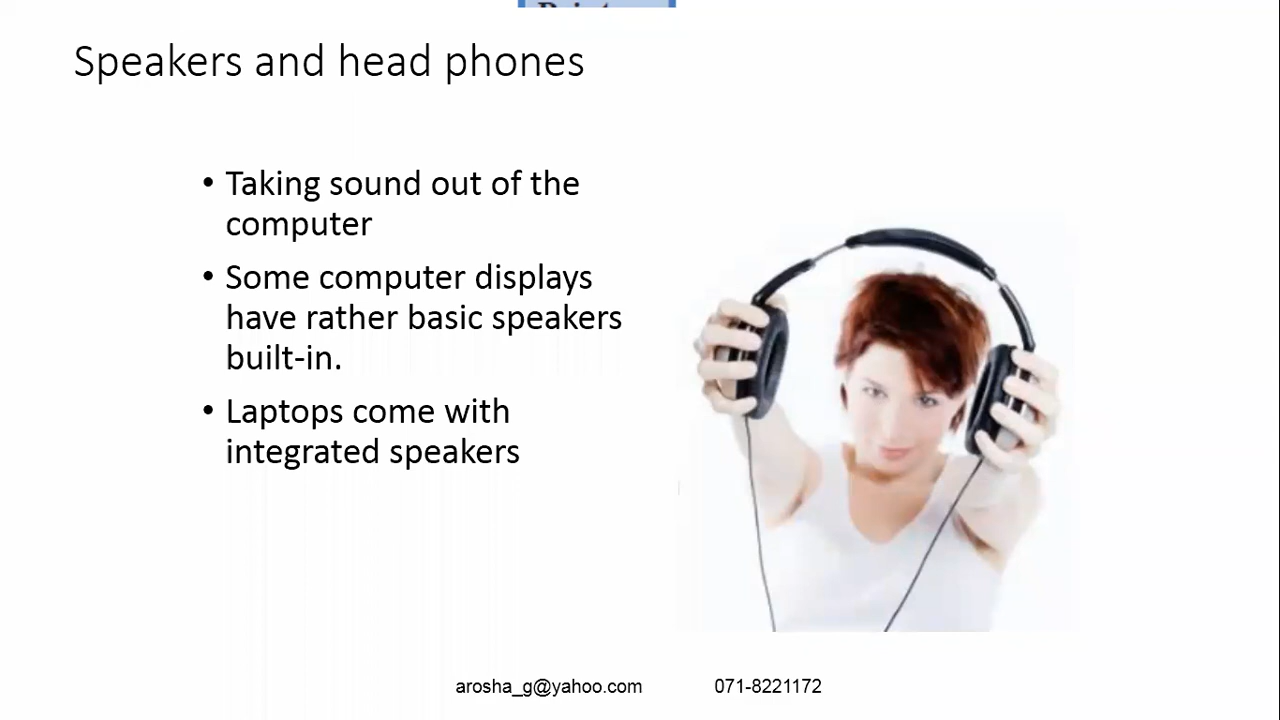 Speakers and head phones
• Taking sound out of the
computer
• Some computer displays
have rather basic speakers
built-in.
• Laptops come with
integrated speakers
arosha_g@yahoo.com 071-8221172